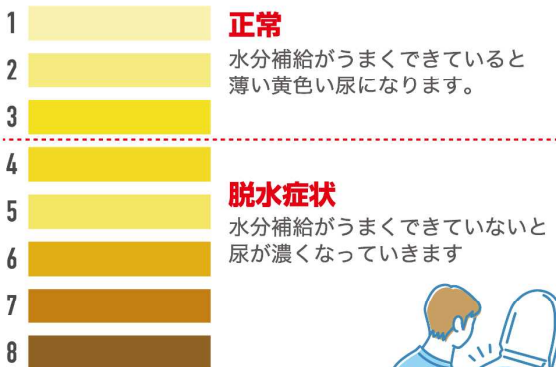 1
正常
水分補給がうまくできていると
2
薄い黄色い尿になります。
3
4
脱水症状
5
水分補給がうまくできていないと
6
尿が濃くなっていきます
7
8